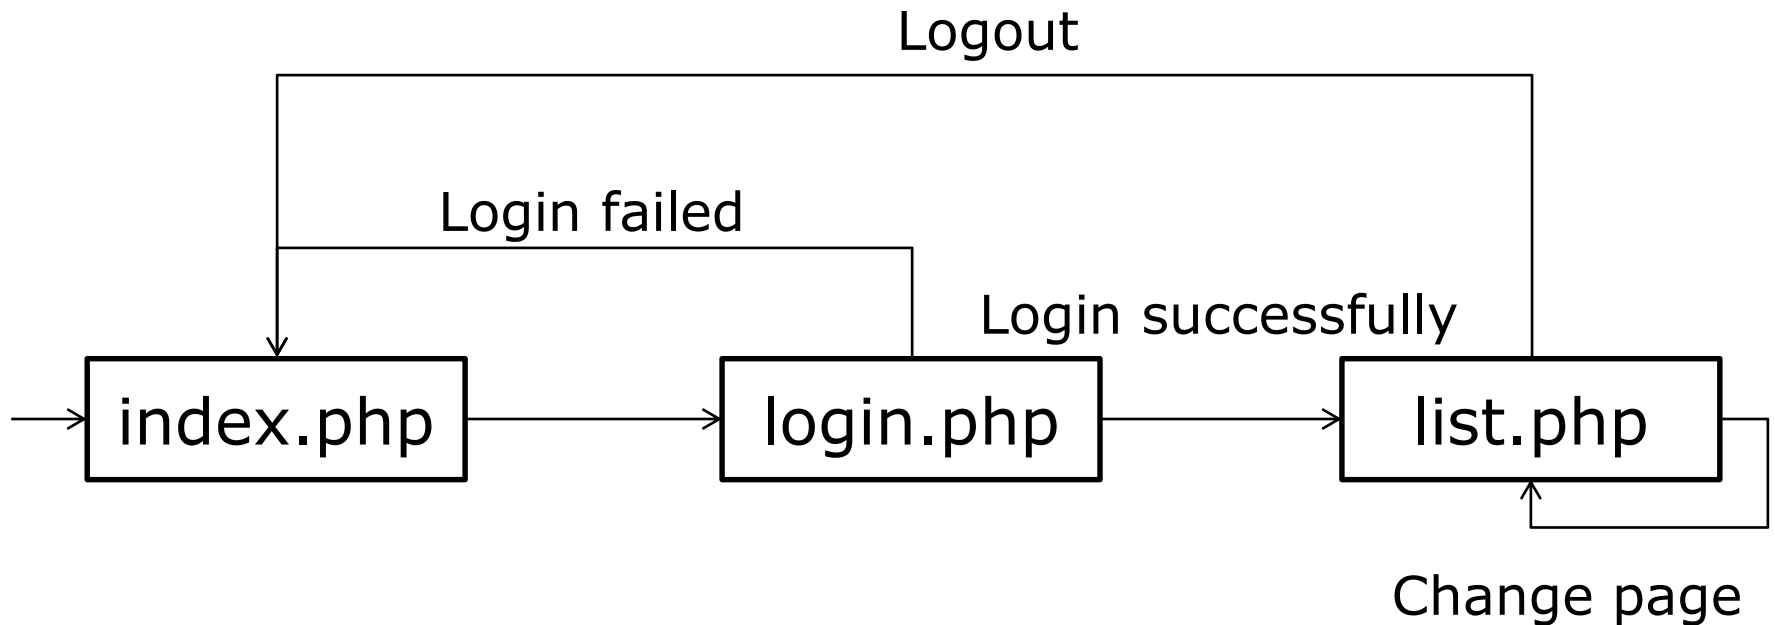 Logout
Login failed
Login successfully
index.php
login.php
list.php
Change page